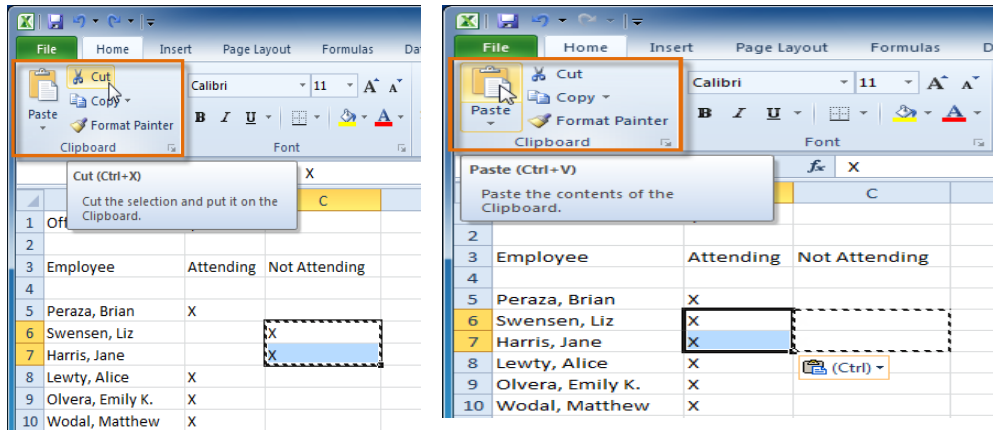 File Home Insert Page Layout Formulas Da
Cut
Calibri 11 A A
Copy
Paste
Format Painter
B I U A
Clipboard Font
X
Cut (Ctrl+X)
Cut the selection and put it on the
Clipboard.
C
1 Off
2
3 Employee Attending Not Attending
4
5 Peraza, Brian X
6 Swensen, Liz X
7 Harris, Jane X
8 Lewty, Alice X
9 Olvera, Emily K. X
10 Wodal, Matthew X
File Home Insert Page Layout Formulas D
Cut
Calibri 11 A A
Copy
Paste
Format Painter
B I U A
Clipboard Font
fx X
Paste (Ctrl+V)
Paste the contents of the
Clipboard.
C
2
3 Employee Attending Not Attending
4
5 Peraza, Brian X
6 Swensen, Liz X
7 Harris, Jane X
8 Lewty, Alice X
(Ctrl)
9 Olvera, Emily K. X
10 Wodal, Matthew X